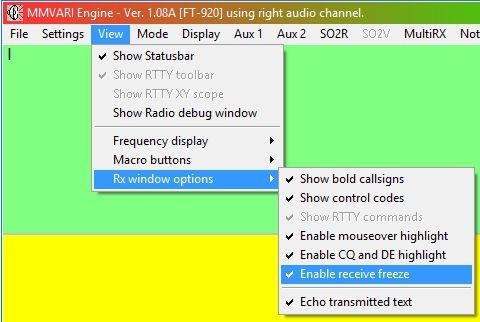 MMVARI Engine - Ver. 1.08A [FT-920] using right audio channel.
File Settings View Mode Display Aux 1 Aux 2 SO2R SO2V MultiRX Not
Show Statusbar
Show RTTY toolbar
Show RTTY XY scope
Show Radio debug window
Frequency display
Macro buttons
Rx window options
Show bold callsigns
Show control codes
Show RTTY commands
Enable mouseover highlight
Enable CQ and DE highlight
Enable receive freeze
Echo transmitted text